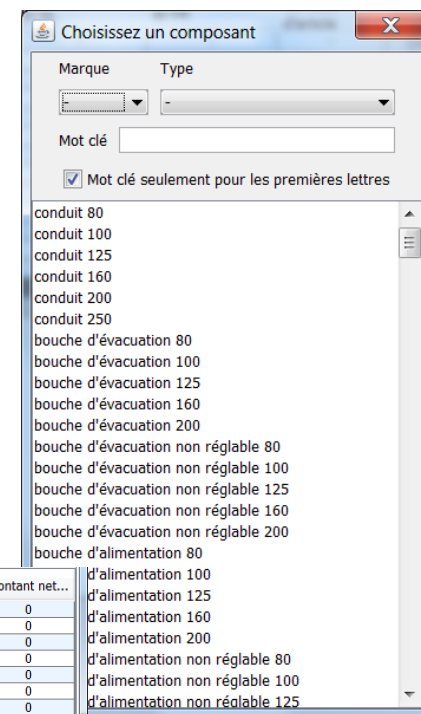 Choisissez un composant
Marque Type
- -
Mot clé
Mot clé seulement pour les premières lettres
conduit 80
conduit 100
conduit 125
conduit 160
conduit 200
conduit 250
bouche d'évacuation 80
bouche d'évacuation 100
bouche d'évacuation 125
bouche d'évacuation 160
bouche d'évacuation 200
bouche d'évacuation non réglable 80
bouche d'évacuation non réglable 100
bouche d'évacuation non réglable 125
bouche d'évacuation non réglable 160
bouche d'évacuation non réglable 200
bouche d'alimentation 80
d'alimentation 100
d'alimentation 125
d'alimentation 160
d'alimentation 200
d'alimentation non réglable 80
d'alimentation non réglable 100
d'alimentation non réglable 125
ontant net...
0
0
0
0
0
0
0